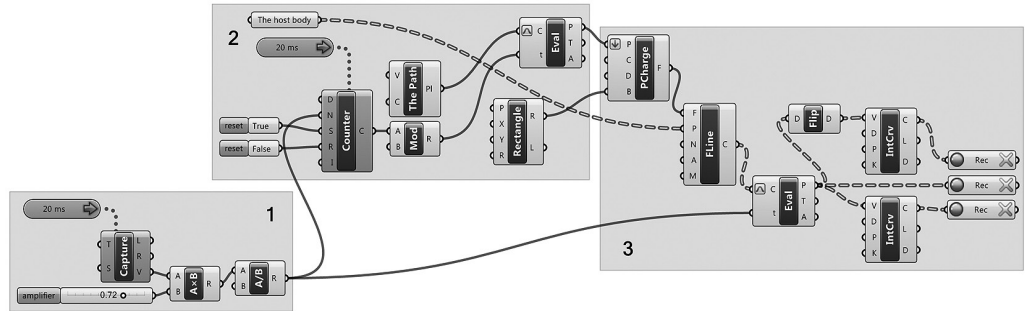 2
The host body
20 ms
reset True
reset False
D
N
S
R
I
Counter
C
V
C
The Path
Pl
A
B
Mod
R
P
X
Y
R
Rectangle
R
L
C
t
Eval
P
T
A
1
20 ms
T
S
Capture
L
R
V
amplifier 0.72
A
B
A×B
R
A
B
A/B
R
3
P
C
D
B
PCharge
F
F
P
N
A
M
FLine
C
C
t
Eval
P
T
A
D Flip D
V
D
P
K
IntCrv
C
L
D
Rec
Rec
Rec
V
D
P
K
IntCrv
C
L
D